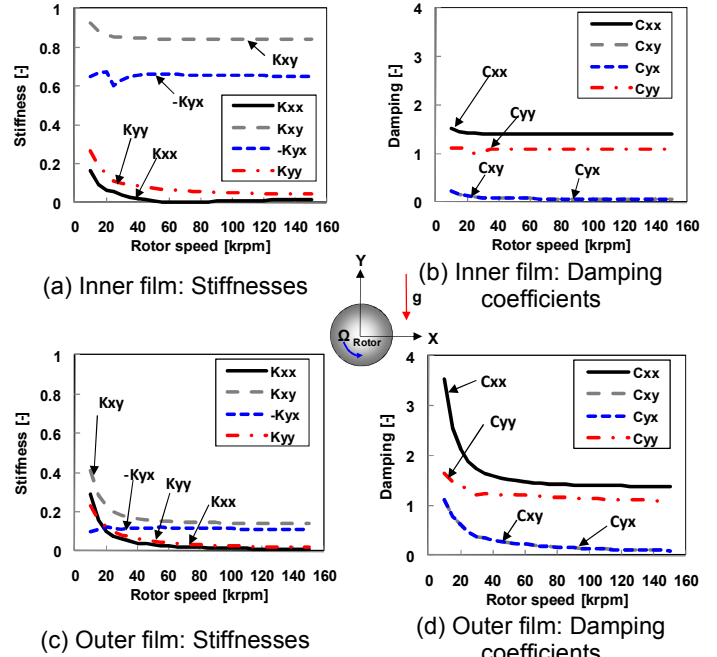 Stiffness [-]
1
0.8
0.6
0.4
0.2
0
Kxy
-Kyx
Kyy
Kxx
Kxx
Kxy
-Kyx
Kyy
0 20 40 60 80 100 120 140 160
Rotor speed [krpm]
(a) Inner film: Stiffnesses
Damping [-]
4
3
2
1
0
Cxx
Cyy
Cxy
Cyx
Cxx
Cxy
Cyx
Cyy
0 20 40 60 80 100 120 140 160
Rotor speed [krpm]
(b) Inner film: Damping
coefficients
Y
g
X
Ω
Rotor
Stiffness [-]
1
0.8
0.6
0.4
0.2
0
Kxy
-Kyx
Kyy
Kxx
Kxx
Kxy
-Kyx
Kyy
0 20 40 60 80 100 120 140 160
Rotor speed [krpm]
(c) Outer film: Stiffnesses
Damping [-]
4
3
2
1
0
Cxx
Cyy
Cxy
Cyx
Cxx
Cxy
Cyx
Cyy
0 20 40 60 80 100 120 140 160
Rotor speed [krpm]
(d) Outer film: Damping
coefficients